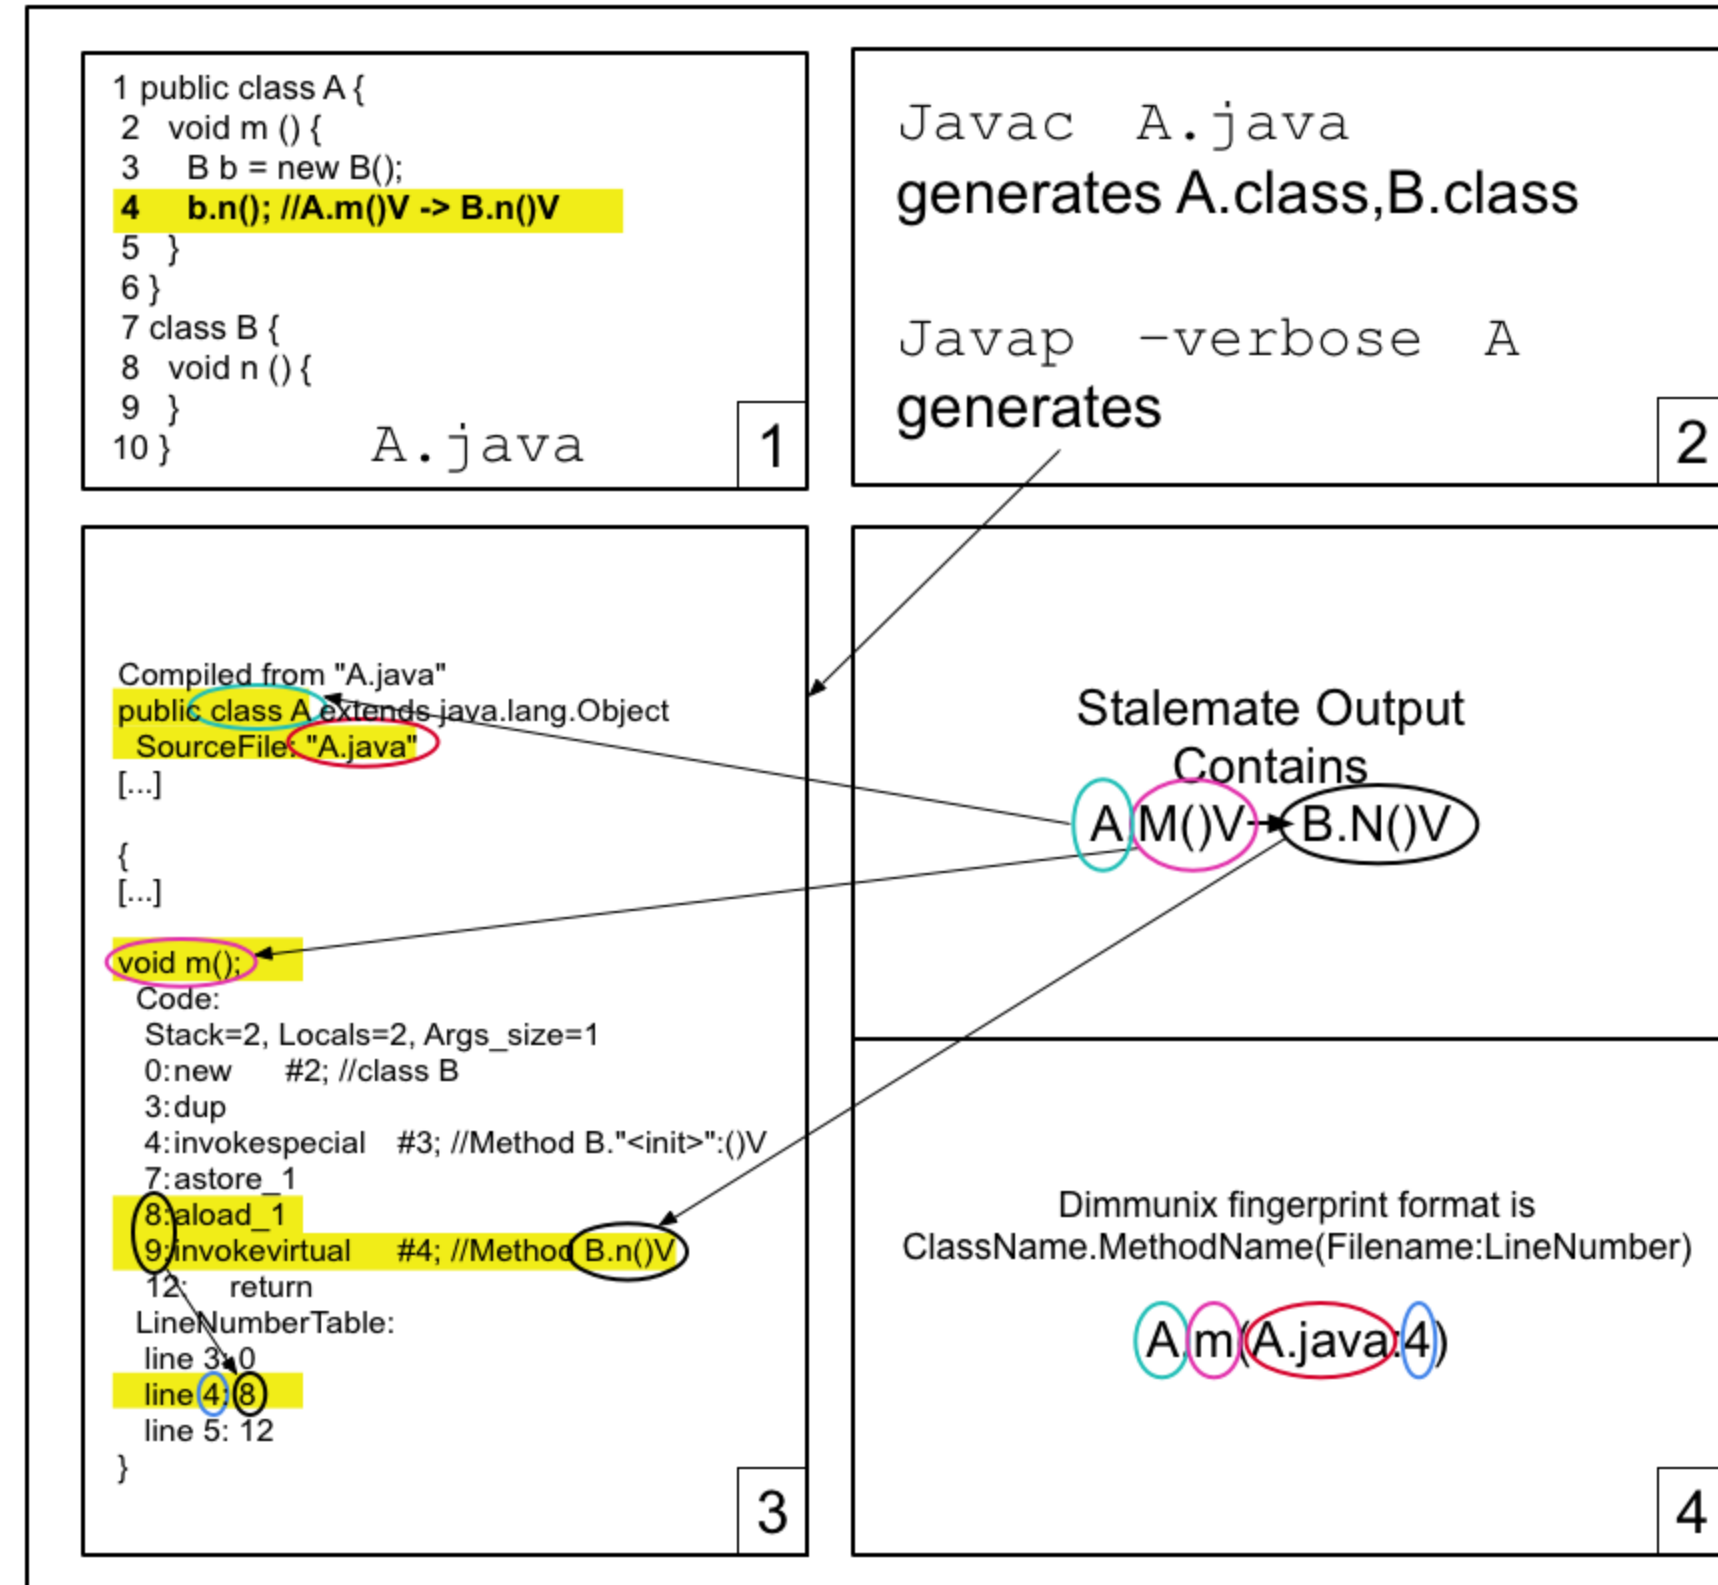 1 public class A {
2 void m () {
3 B b = new B();
4 b.n(); //A.m()V -> B.n()V
5 }
6 }
7 class B {
8 void n () {
9 }
10 }
A.java
1
Javac A.java
generates A.class,B.class
Javap -verbose A
generates
2
Compiled from "A.java"
public class A extends java.lang.Object
SourceFile: "A.java"
[...]
{
[...]
void m();
Code:
Stack=2, Locals=2, Args_size=1
0:new #2; //class B
3:dup
4:invokespecial #3; //Method B."<init>":()V
7:astore_1
8:aload_1
9:invokevirtual #4; //Method B.n()V
12: return
LineNumberTable:
line 3: 0
line 4: 8
line 5: 12
}
3
Stalemate Output
Contains
A.M()V B.N()V
Dimmunix fingerprint format is
ClassName.MethodName(Filename:LineNumber)
A.m(A.java:4)
4